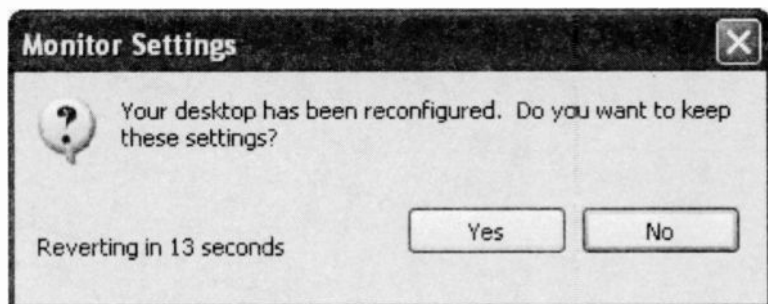 Monitor Settings
Your desktop has been reconfigured. Do you want to keep
these settings?
Reverting in 13 seconds
Yes
No